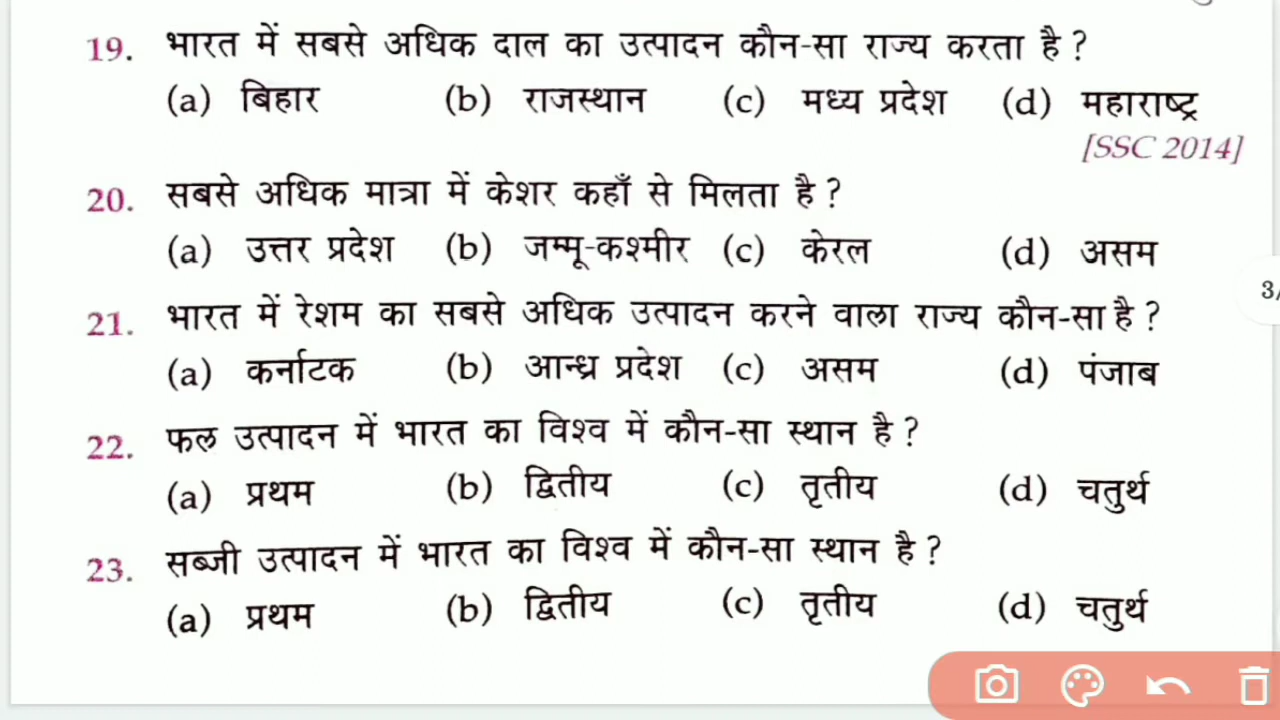 19. भारत में सबसे अधिक दाल का उत्पादन कौन-सा राज्य करता है ?
(a) बिहार (b) राजस्थान (c) मध्य प्रदेश (d) महाराष्ट्र
[SSC 2014]
20. सबसे अधिक मात्रा में केशर कहाँ से मिलता है ?
(a) उत्तर प्रदेश (b) जम्मू-कश्मीर (c) केरल (d) असम
21. भारत में रेशम का सबसे अधिक उत्पादन करने वाला राज्य कौन-सा है ?
(a) कर्नाटक (b) आन्ध्र प्रदेश (c) असम (d) पंजाब
22. फल उत्पादन में भारत का विश्व में कौन-सा स्थान है ?
(a) प्रथम (b) द्वितीय (c) तृतीय (d) चतुर्थ
23. सब्जी उत्पादन में भारत का विश्व में कौन-सा स्थान है ?
(a) प्रथम (b) द्वितीय (c) तृतीय (d) चतुर्थ
3/